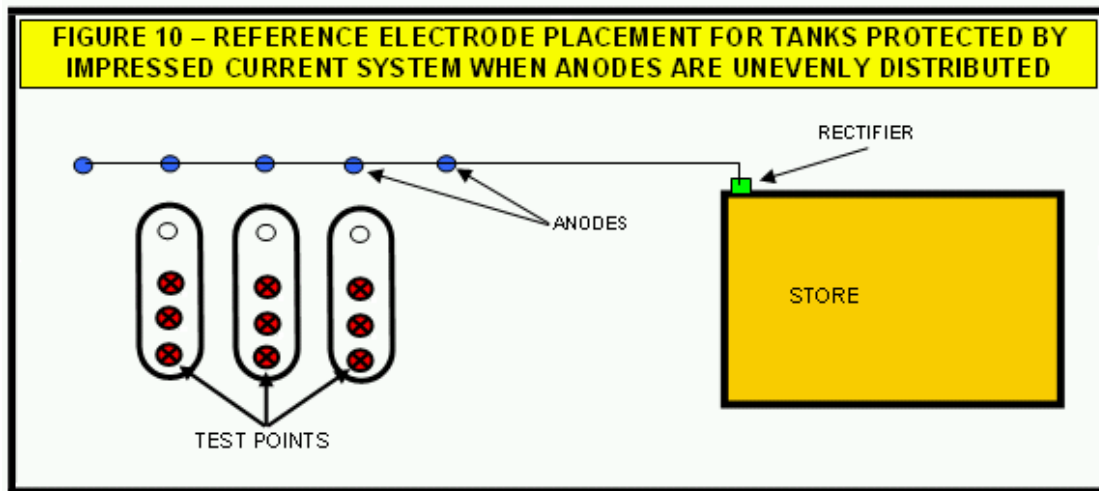 FIGURE 10 – REFERENCE ELECTRODE PLACEMENT FOR TANKS PROTECTED BY
IMPRESSED CURRENT SYSTEM WHEN ANODES ARE UNEVENLY DISTRIBUTED
RECTIFIER
ANODES
STORE
TEST POINTS